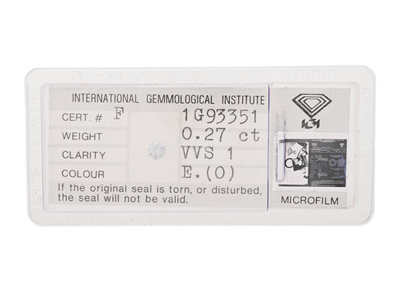 INTERNATIONAL GEMMOLOGICAL INSTITUTE
CERT. # F 1G93351
WEIGHT 0.27 ct
CLARITY VVS 1
COLOUR E.(0)
If the original seal is torn, or disturbed,
the seal will not be valid.
MICROFILM